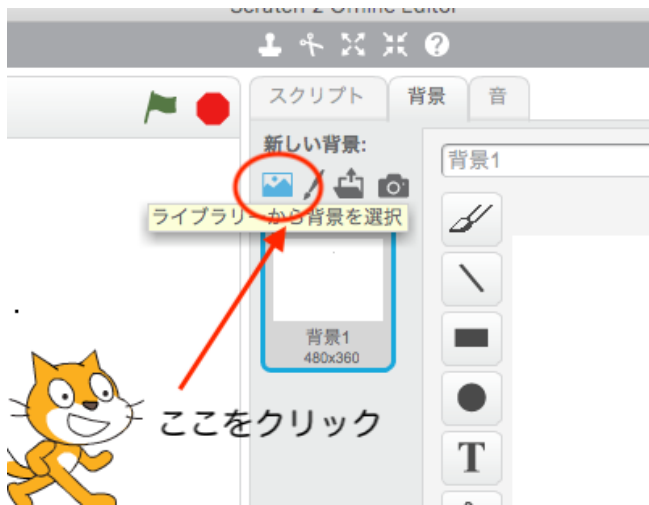 Scratch 2 Offline Editor
スクリプト
背景
音
新しい背景:
背景1
ライブラリーから背景を選択
背景1
480x360
ここをクリック
T